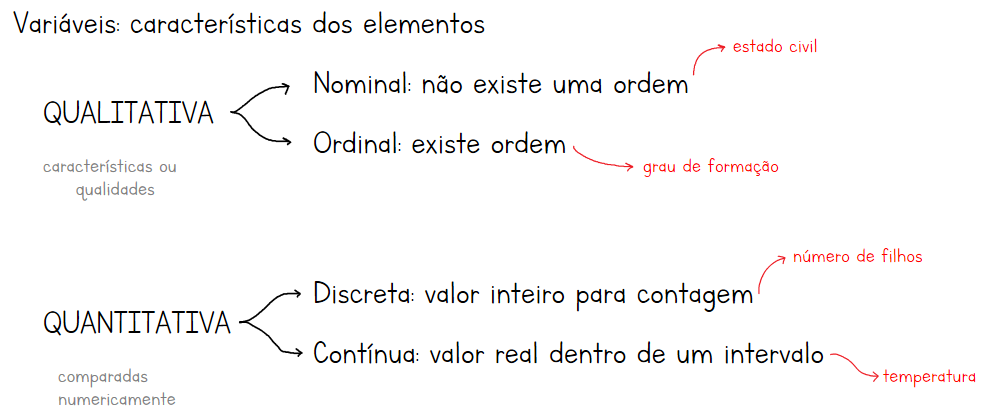 Variáveis: características dos elementos
estado civil
Nominal: não existe uma ordem
QUALITATIVA
Ordinal: existe ordem
características ou
qualidades
grau de formação
número de filhos
Discreta: valor inteiro para contagem
QUANTITATIVA
Contínua: valor real dentro de um intervalo
comparadas
numericamente
temperatura